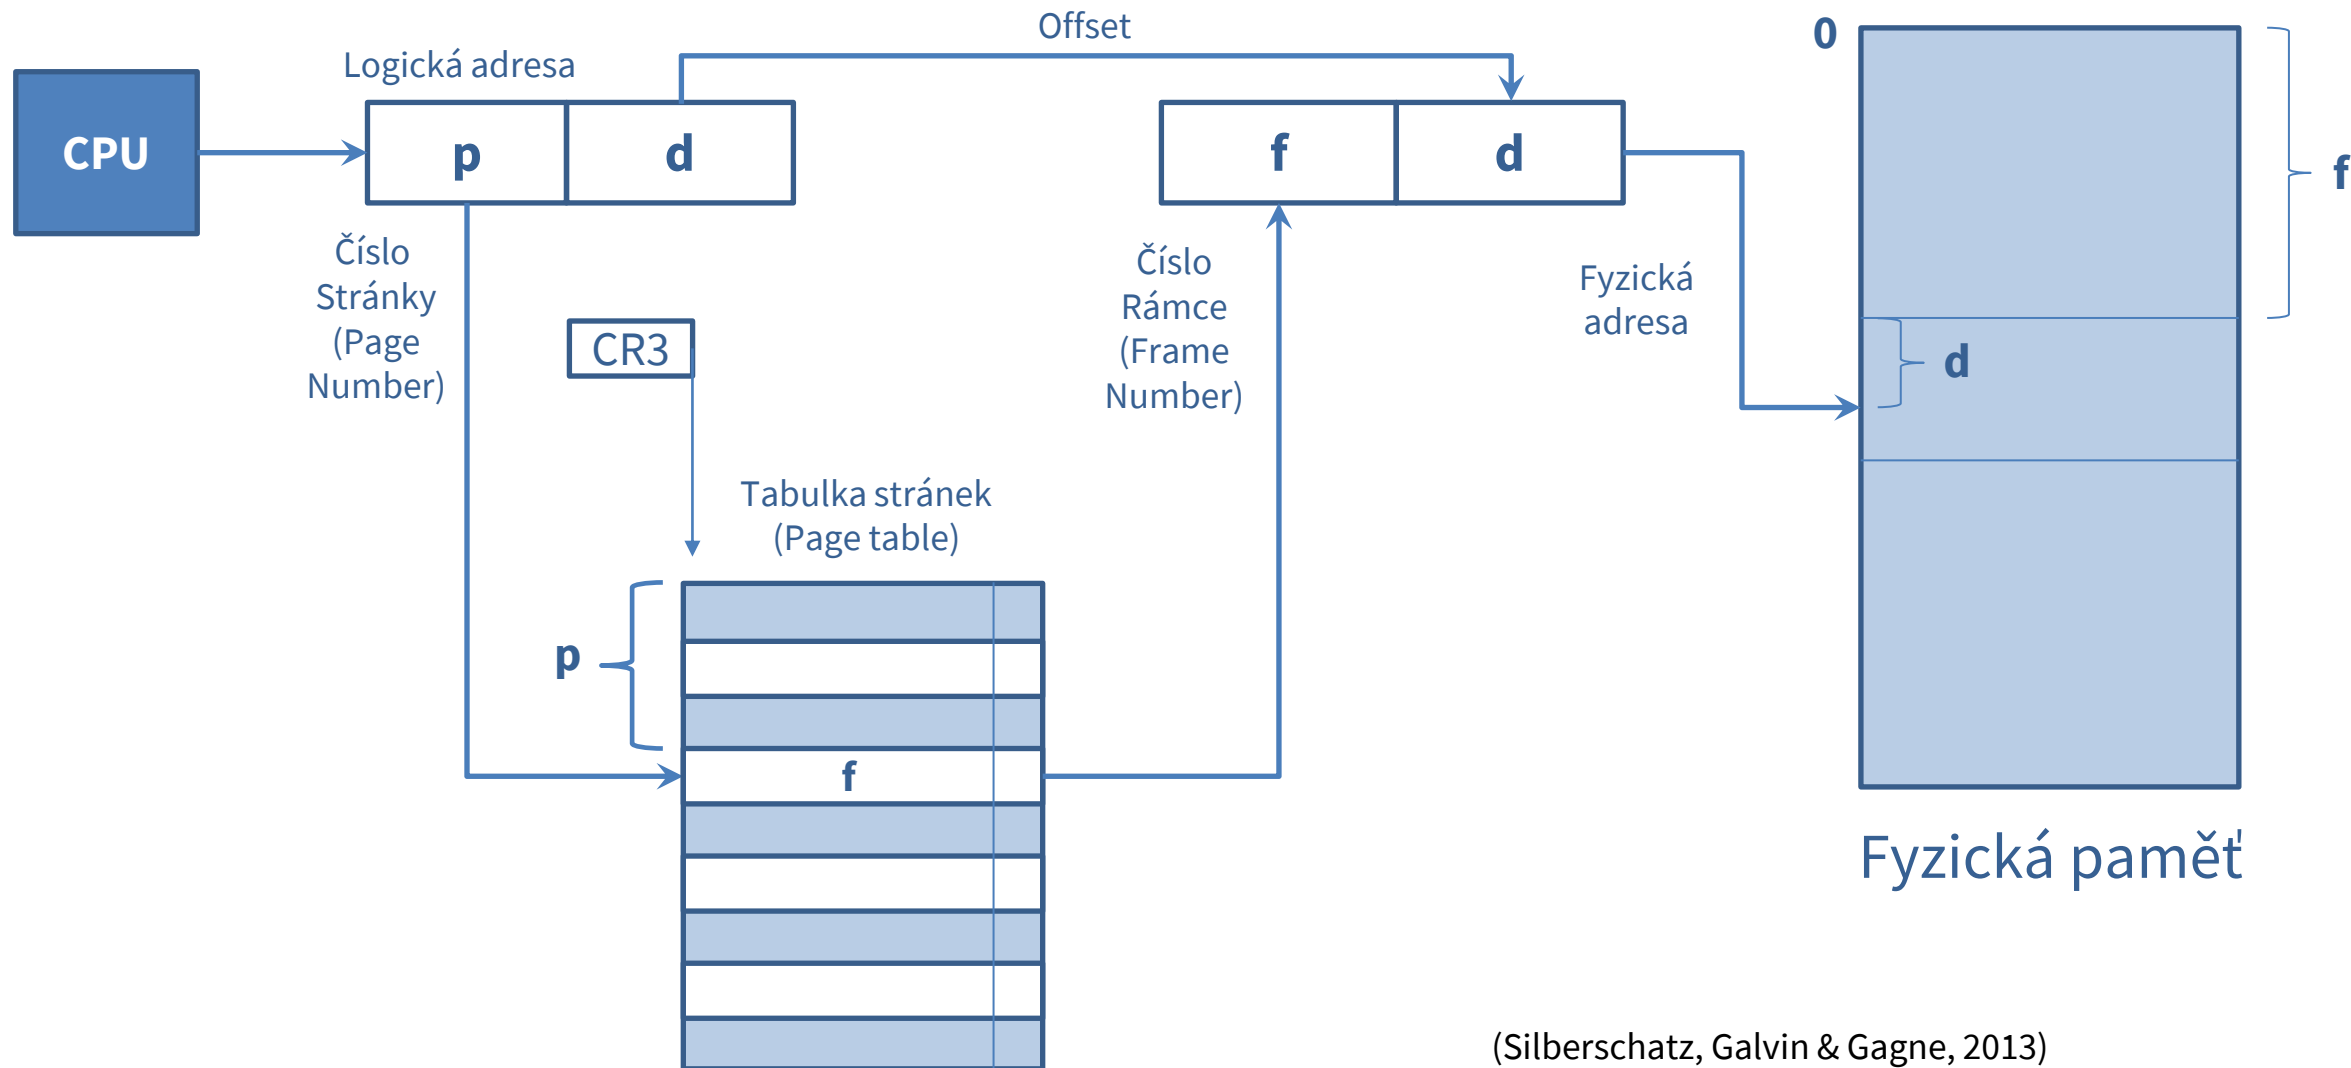 Offset
0
Logická adresa
CPU
p
d
f
d
f
Číslo
Stránky
(Page
Number)
Číslo
Rámce
(Frame
Number)
Fyzická
adresa
CR3
d
Tabulka stránek
(Page table)
p
f
Fyzická paměť
(Silberschatz, Galvin & Gagne, 2013)